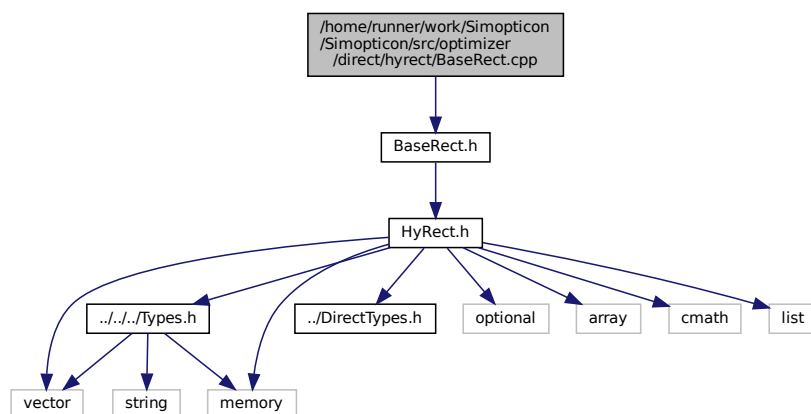 /home/runner/work/Simopticon
/Simopticon/src/optimizer
/direct/hyrect/BaseRect.cpp
BaseRect.h
HyRect.h
../../../Types.h
../DirectTypes.h
optional
array
cmath
list
vector
string
memory